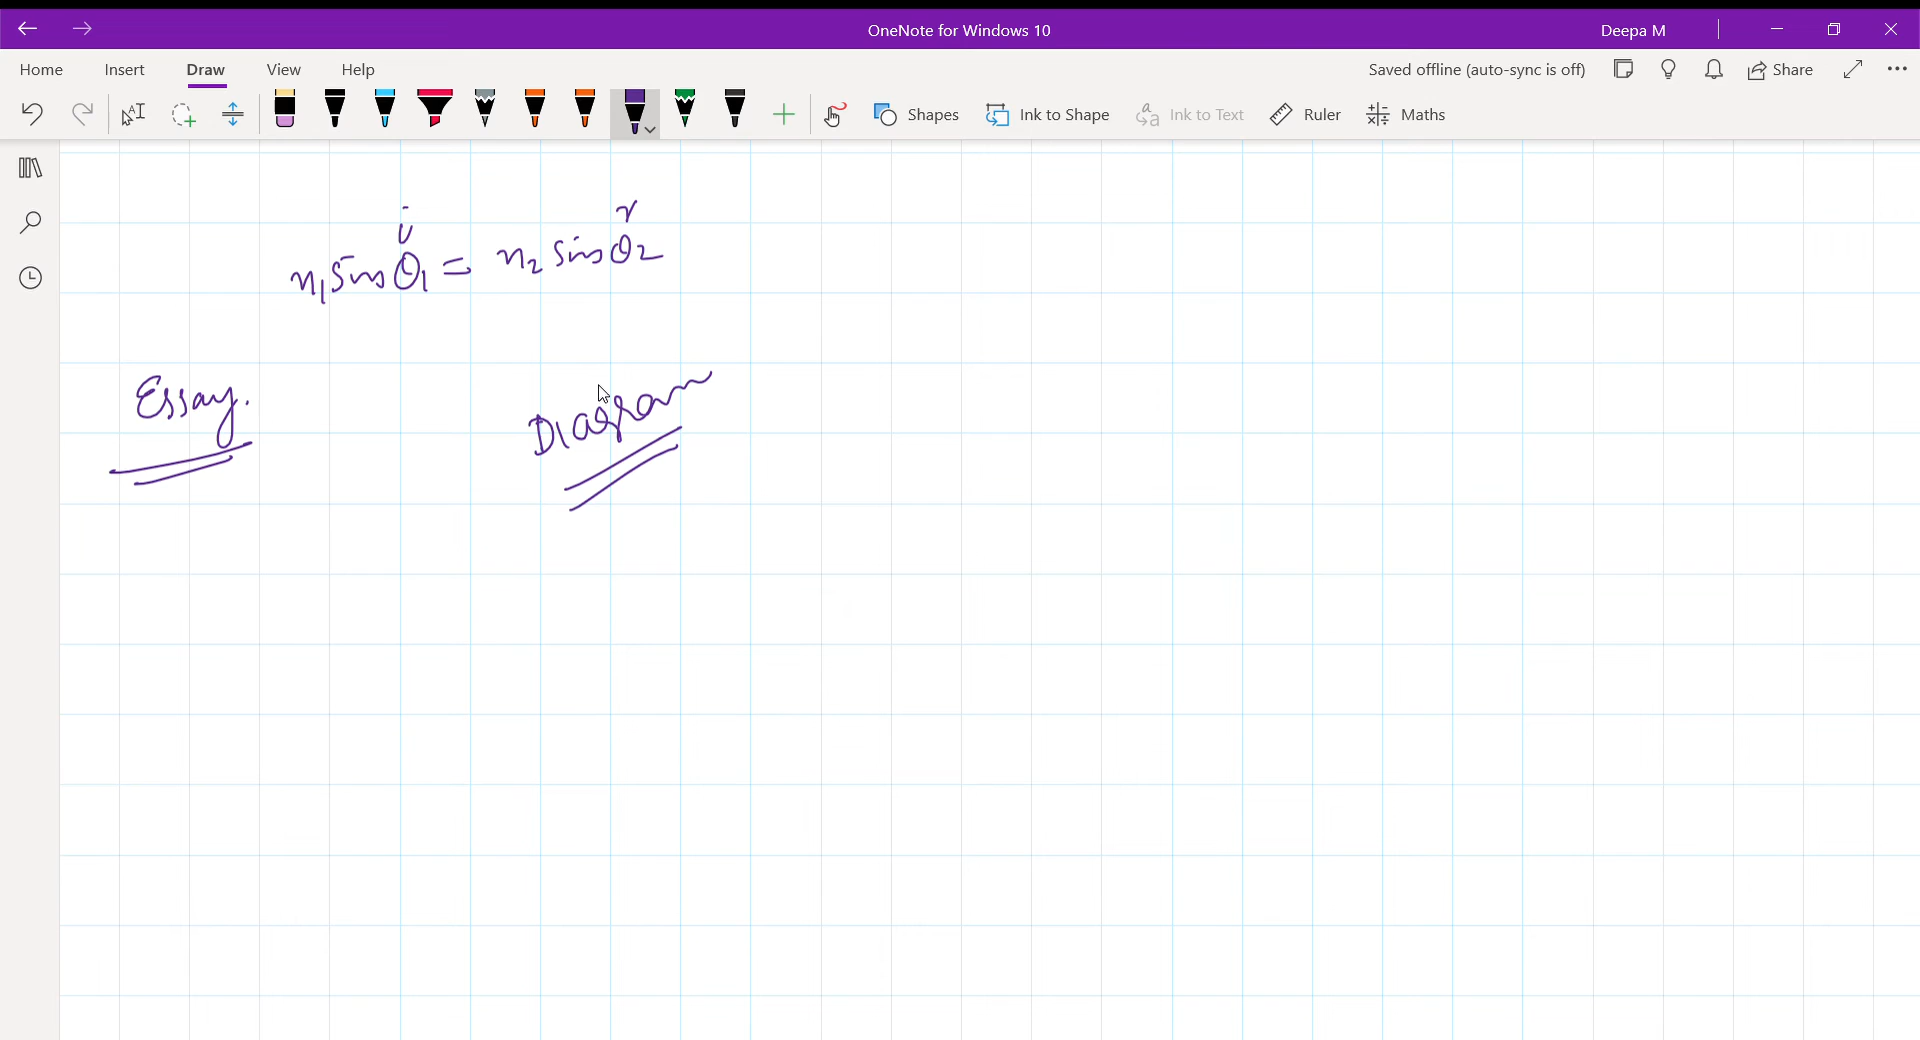 OneNote for Windows 10
Deepa M
Home Insert Draw View Help
Saved offline (auto-sync is off)
Share
Shapes
Ink to Shape
Ink to Text
Ruler
Maths
i r
n₁ sin θ₁ = n₂ sin θ₂
Essay.
Diagram